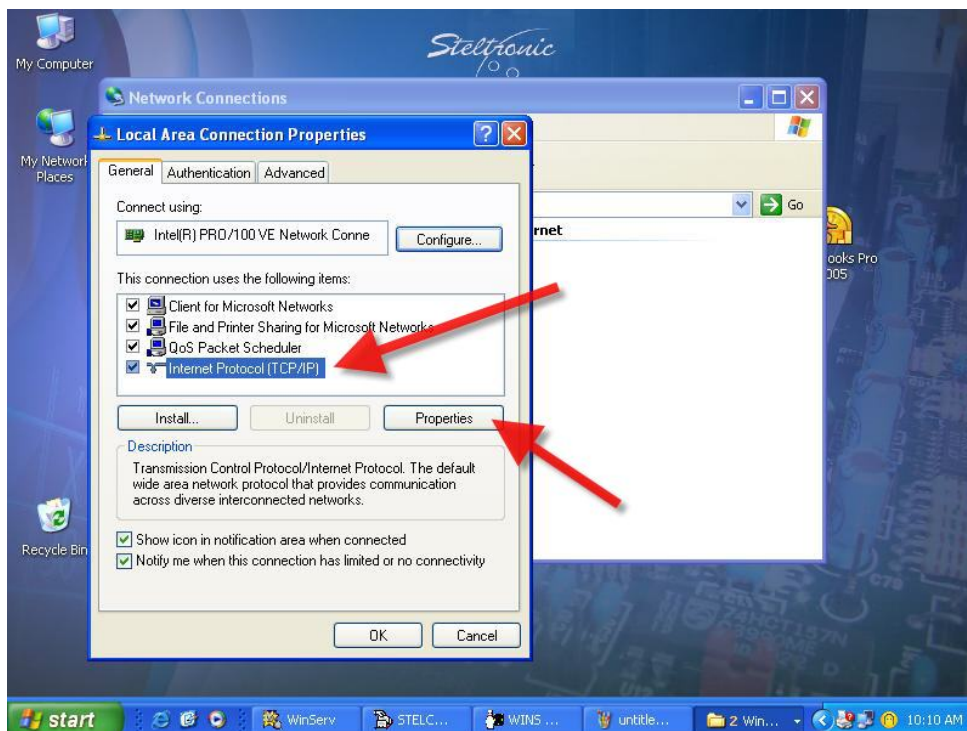 My Computer
Steltronic
Network Connections
Local Area Connection Properties
My Network
Places
General Authentication Advanced
Go
Connect using:
Intel(R) PRO/100 VE Network Conne
Configure...
rnet
ooks Pro
005
This connection uses the following items:
Client for Microsoft Networks
File and Printer Sharing for Microsoft Networks
QoS Packet Scheduler
Internet Protocol (TCP/IP)
Install... Uninstall Properties
Description
Transmission Control Protocol/Internet Protocol. The default
wide area network protocol that provides communication
across diverse interconnected networks.
Recycle Bin
Show icon in notification area when connected
Notify me when this connection has limited or no connectivity
OK Cancel
start WinServ STELC... WINS ... untitle... 2 Win... 10:10 AM